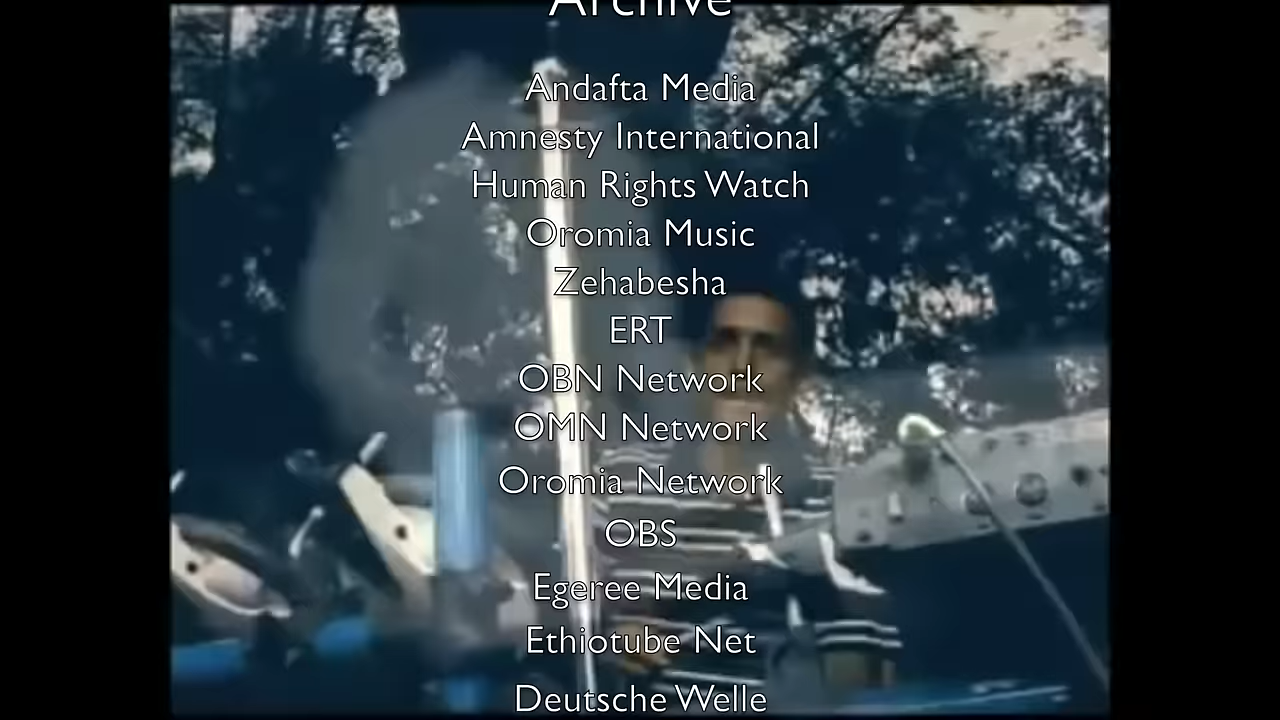 Archive
Andafta Media
Amnesty International
Human Rights Watch
Oromia Music
Zehabesha
ERT
OBN Network
OMN Network
Oromia Network
OBS
Egeree Media
Ethiotube Net
Deutsche Welle